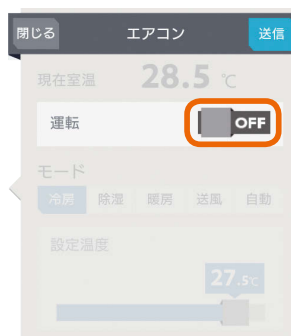 閉じる エアコン 送信
現在室温 28.5 ℃
運転 OFF
モード
冷房 除湿 暖房 送風 自動
設定温度
27.5℃